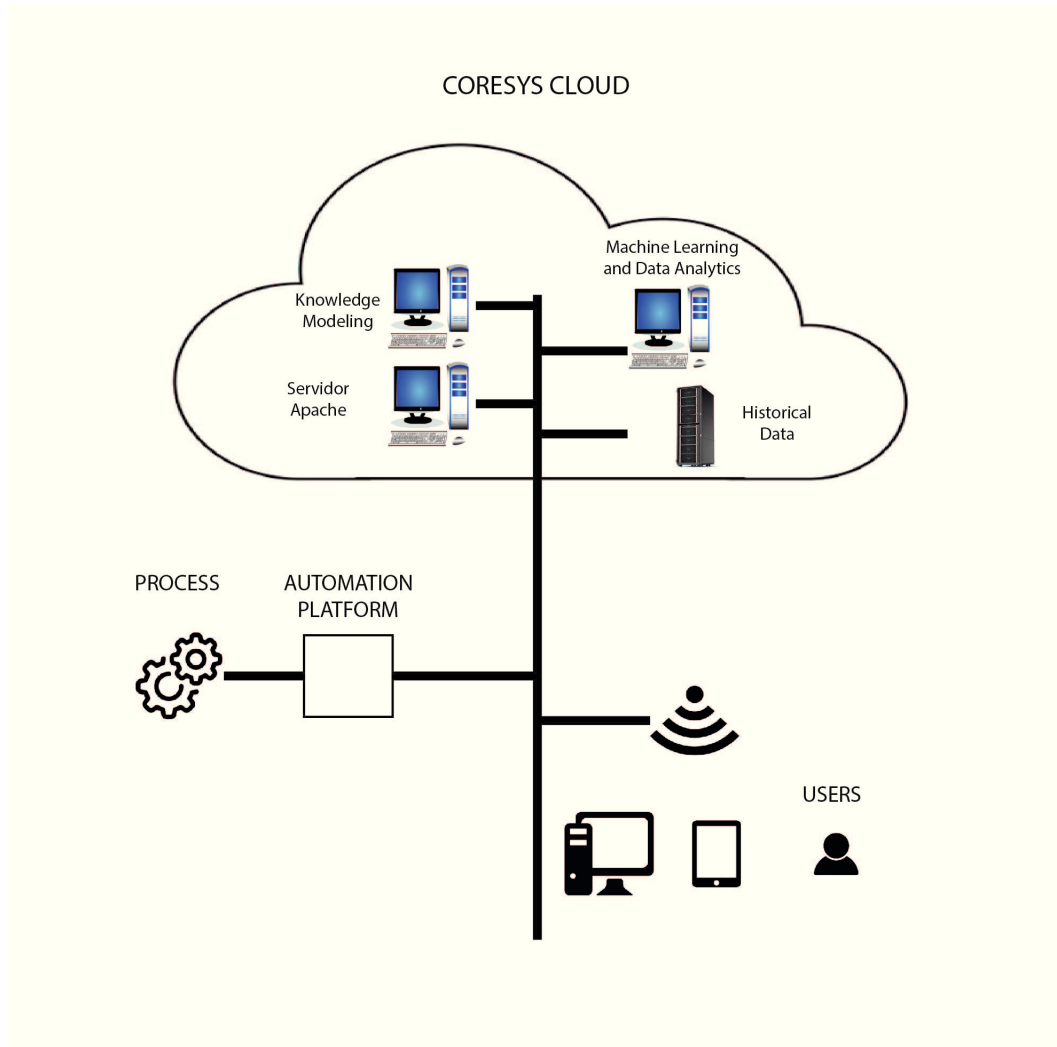 CORESYS CLOUD
Machine Learning
and Data Analytics
Knowledge
Modeling
Servidor
Apache
Historical
Data
PROCESS
AUTOMATION
PLATFORM
USERS